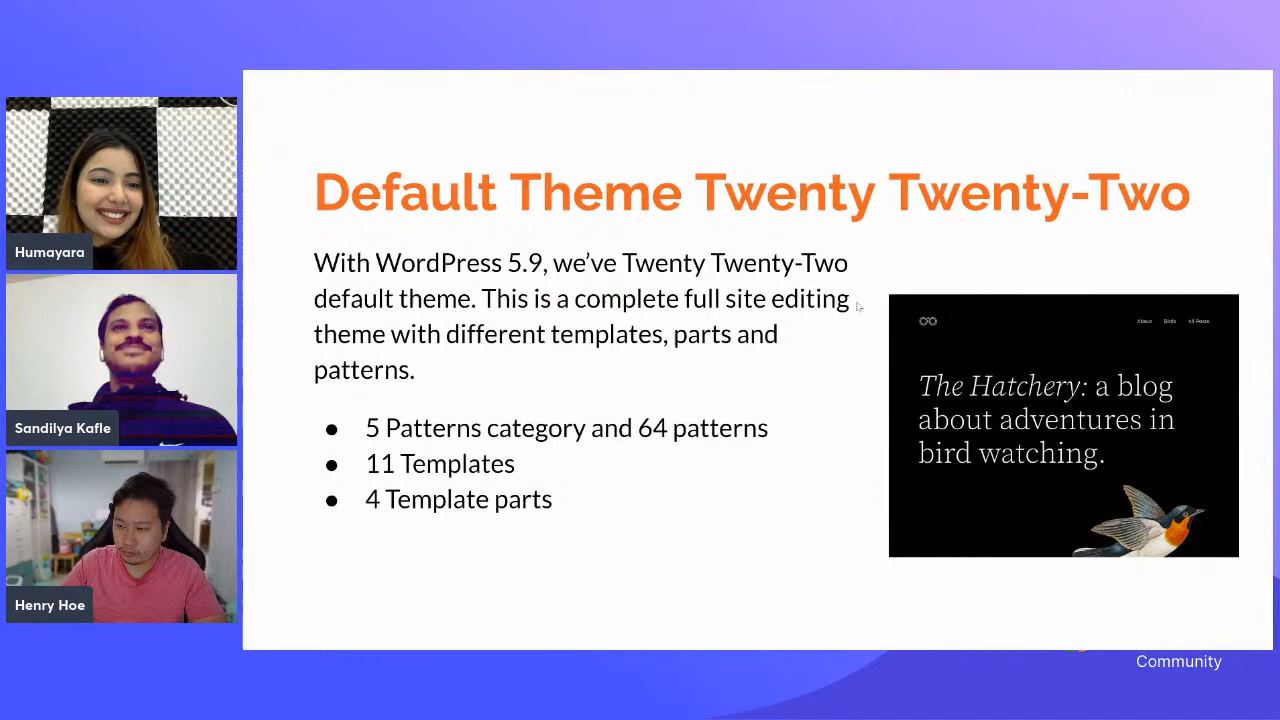 Humayara
Sandilya Kafle
Henry Hoe
Default Theme Twenty Twenty-Two
With WordPress 5.9, we’ve Twenty Twenty-Two
default theme. This is a complete full site editing
theme with different templates, parts and
patterns.
● 5 Patterns category and 64 patterns
● 11 Templates
● 4 Template parts
About Birds All Posts
The Hatchery: a blog
about adventures in
bird watching.
Community